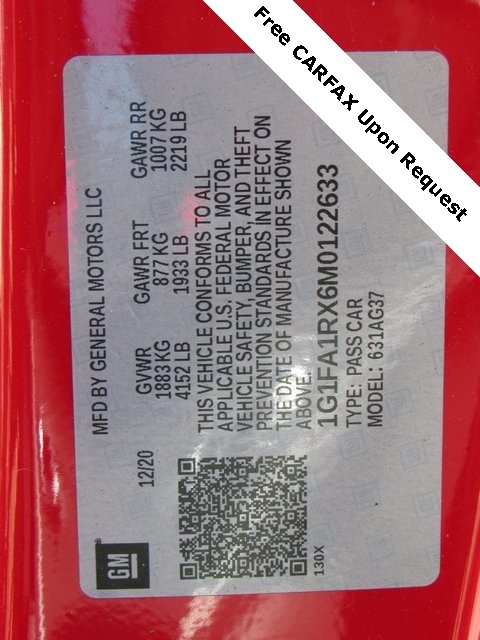 Free CARFAX Upon Request
MFD BY GENERAL MOTORS LLC
12/20
GVWR GAWR FRT GAWR RR
1883KG 877 KG 1007 KG
4152 LB 1933 LB 2219 LB
THIS VEHICLE CONFORMS TO ALL
APPLICABLE U.S. FEDERAL MOTOR
VEHICLE SAFETY, BUMPER, AND THEFT
PREVENTION STANDARDS IN EFFECT ON
THE DATE OF MANUFACTURE SHOWN
ABOVE.
1G1FA1RX6M0122633
TYPE: PASS CAR
MODEL: 631AG37
GM
130X